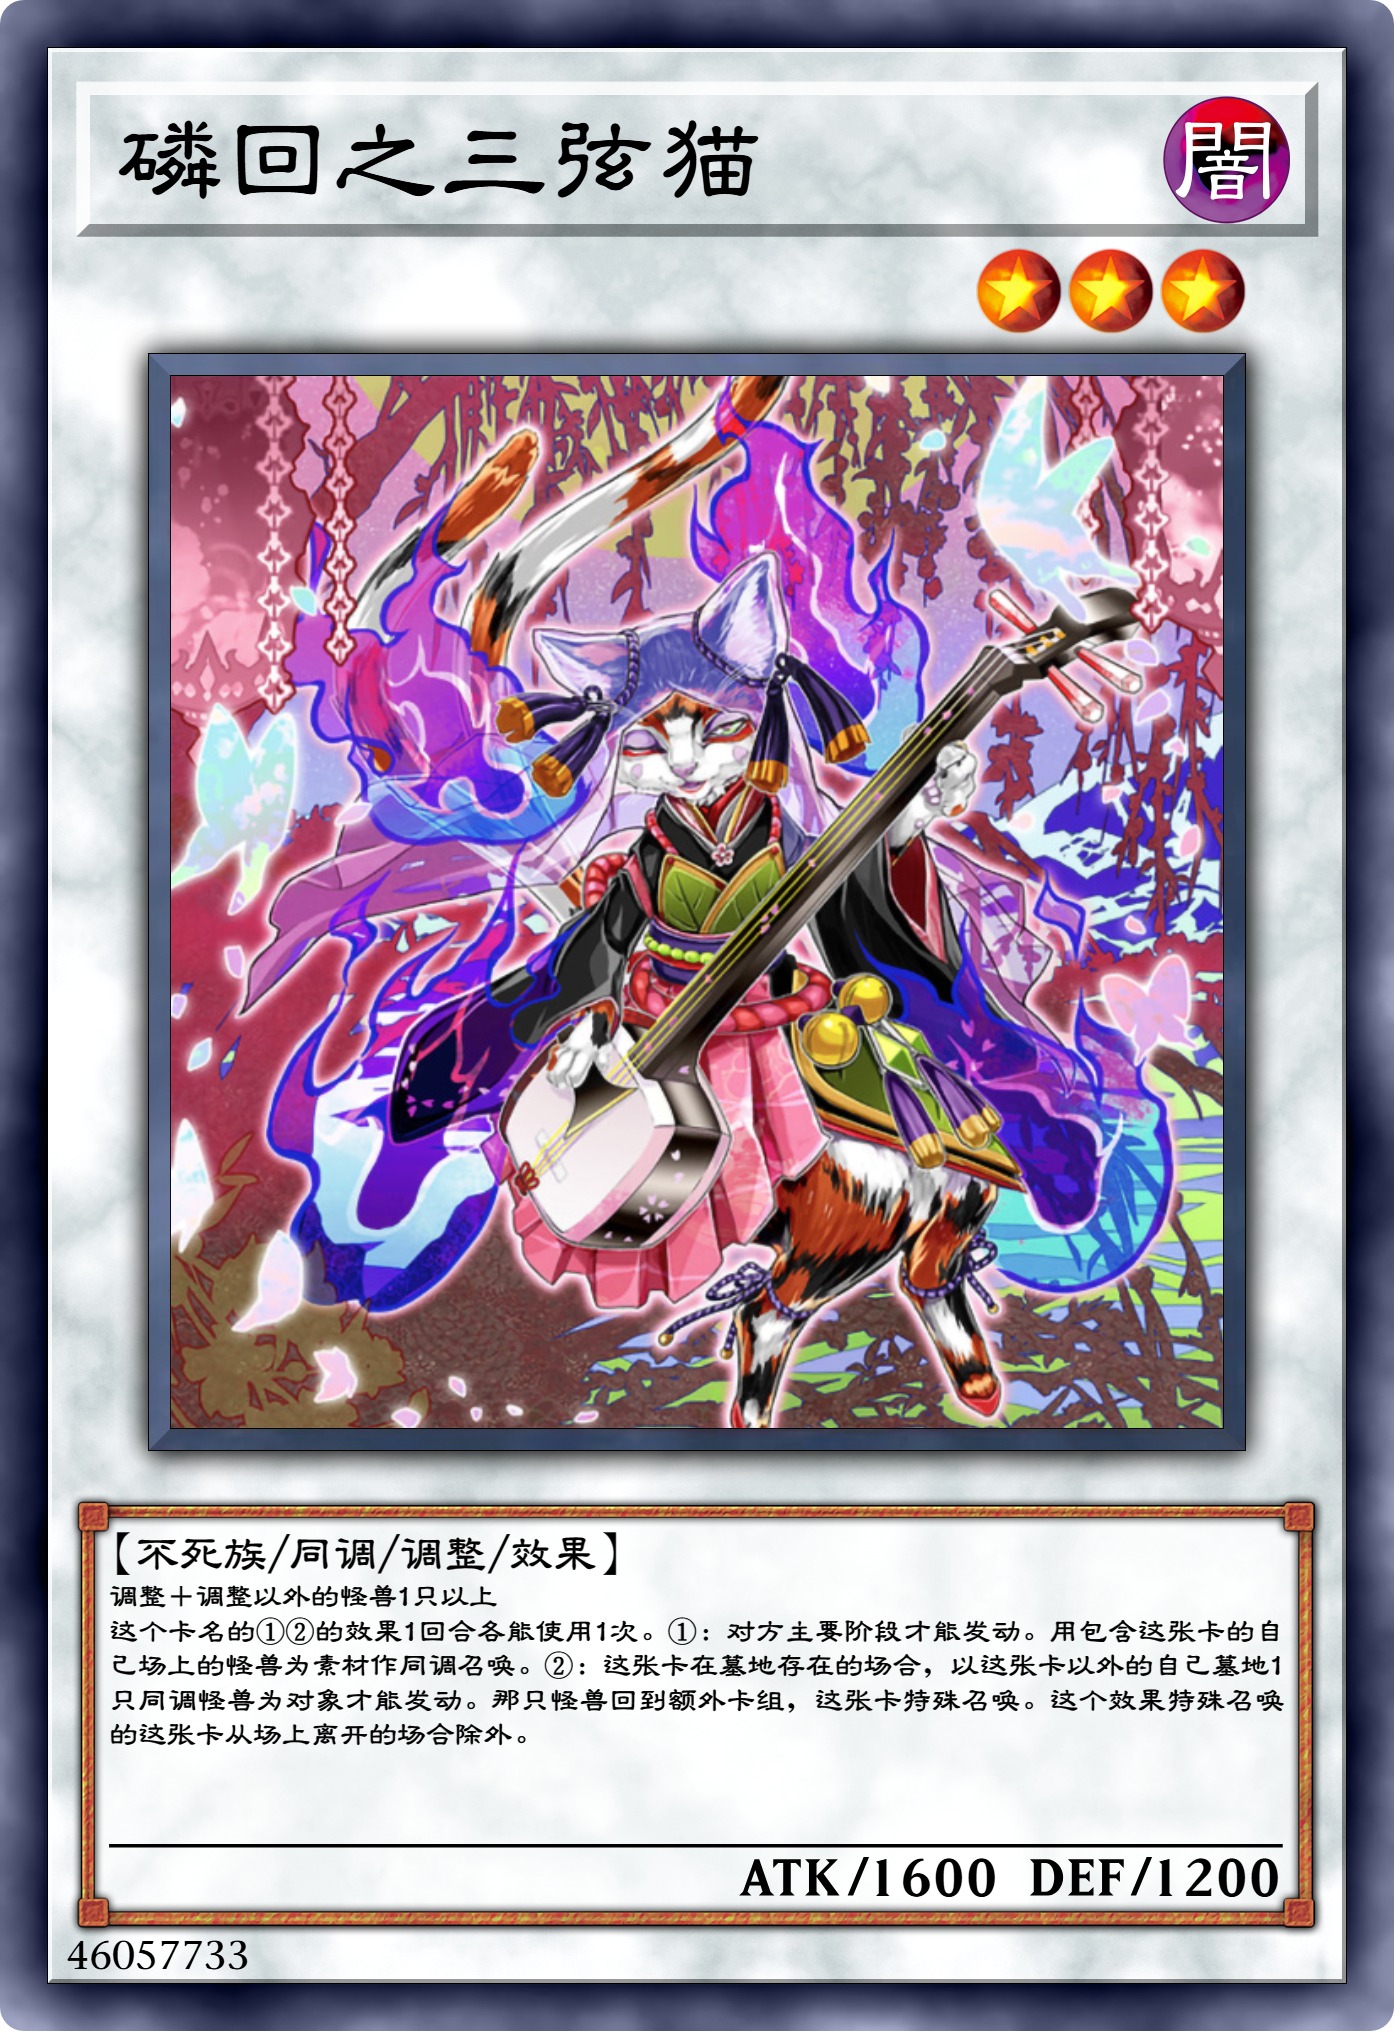 磷回之三弦猫
闇
【不死族/同调/调整/效果】
调整＋调整以外的怪兽1只以上
这个卡名的①②的效果1回合各能使用1次。①：对方主要阶段才能发动。用包含这张卡的自
己场上的怪兽为素材作同调召唤。②：这张卡在墓地存在的场合，以这张卡以外的自己墓地1
只同调怪兽为对象才能发动。那只怪兽回到额外卡组，这张卡特殊召唤。这个效果特殊召唤
的这张卡从场上离开的场合除外。
ATK/1600 DEF/1200
46057733